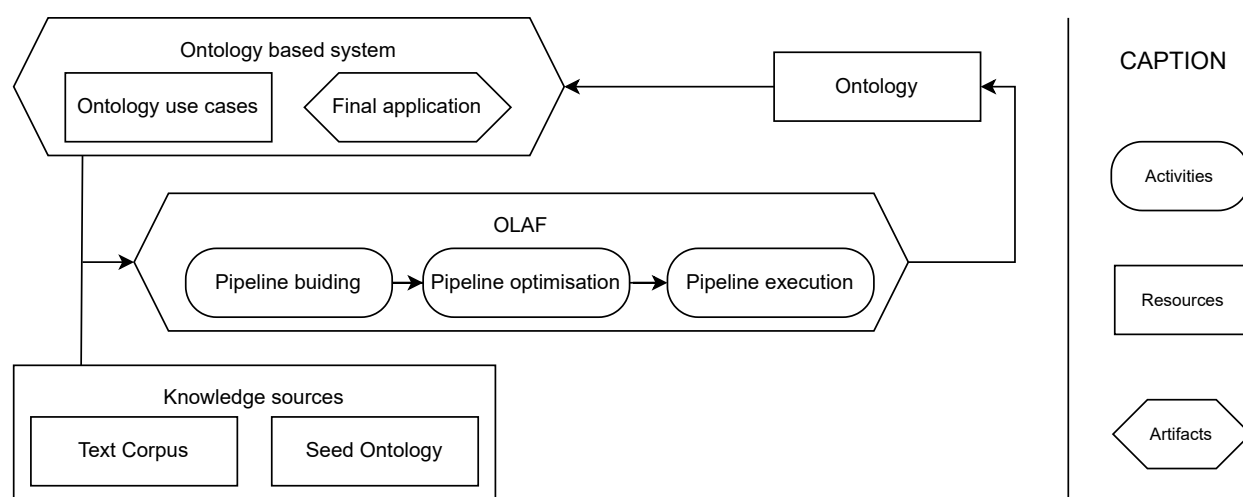 Ontology based system
Ontology use cases
Final application
Ontology
OLAF
Pipeline buiding
Pipeline optimisation
Pipeline execution
Knowledge sources
Text Corpus
Seed Ontology
CAPTION
Activities
Resources
Artifacts